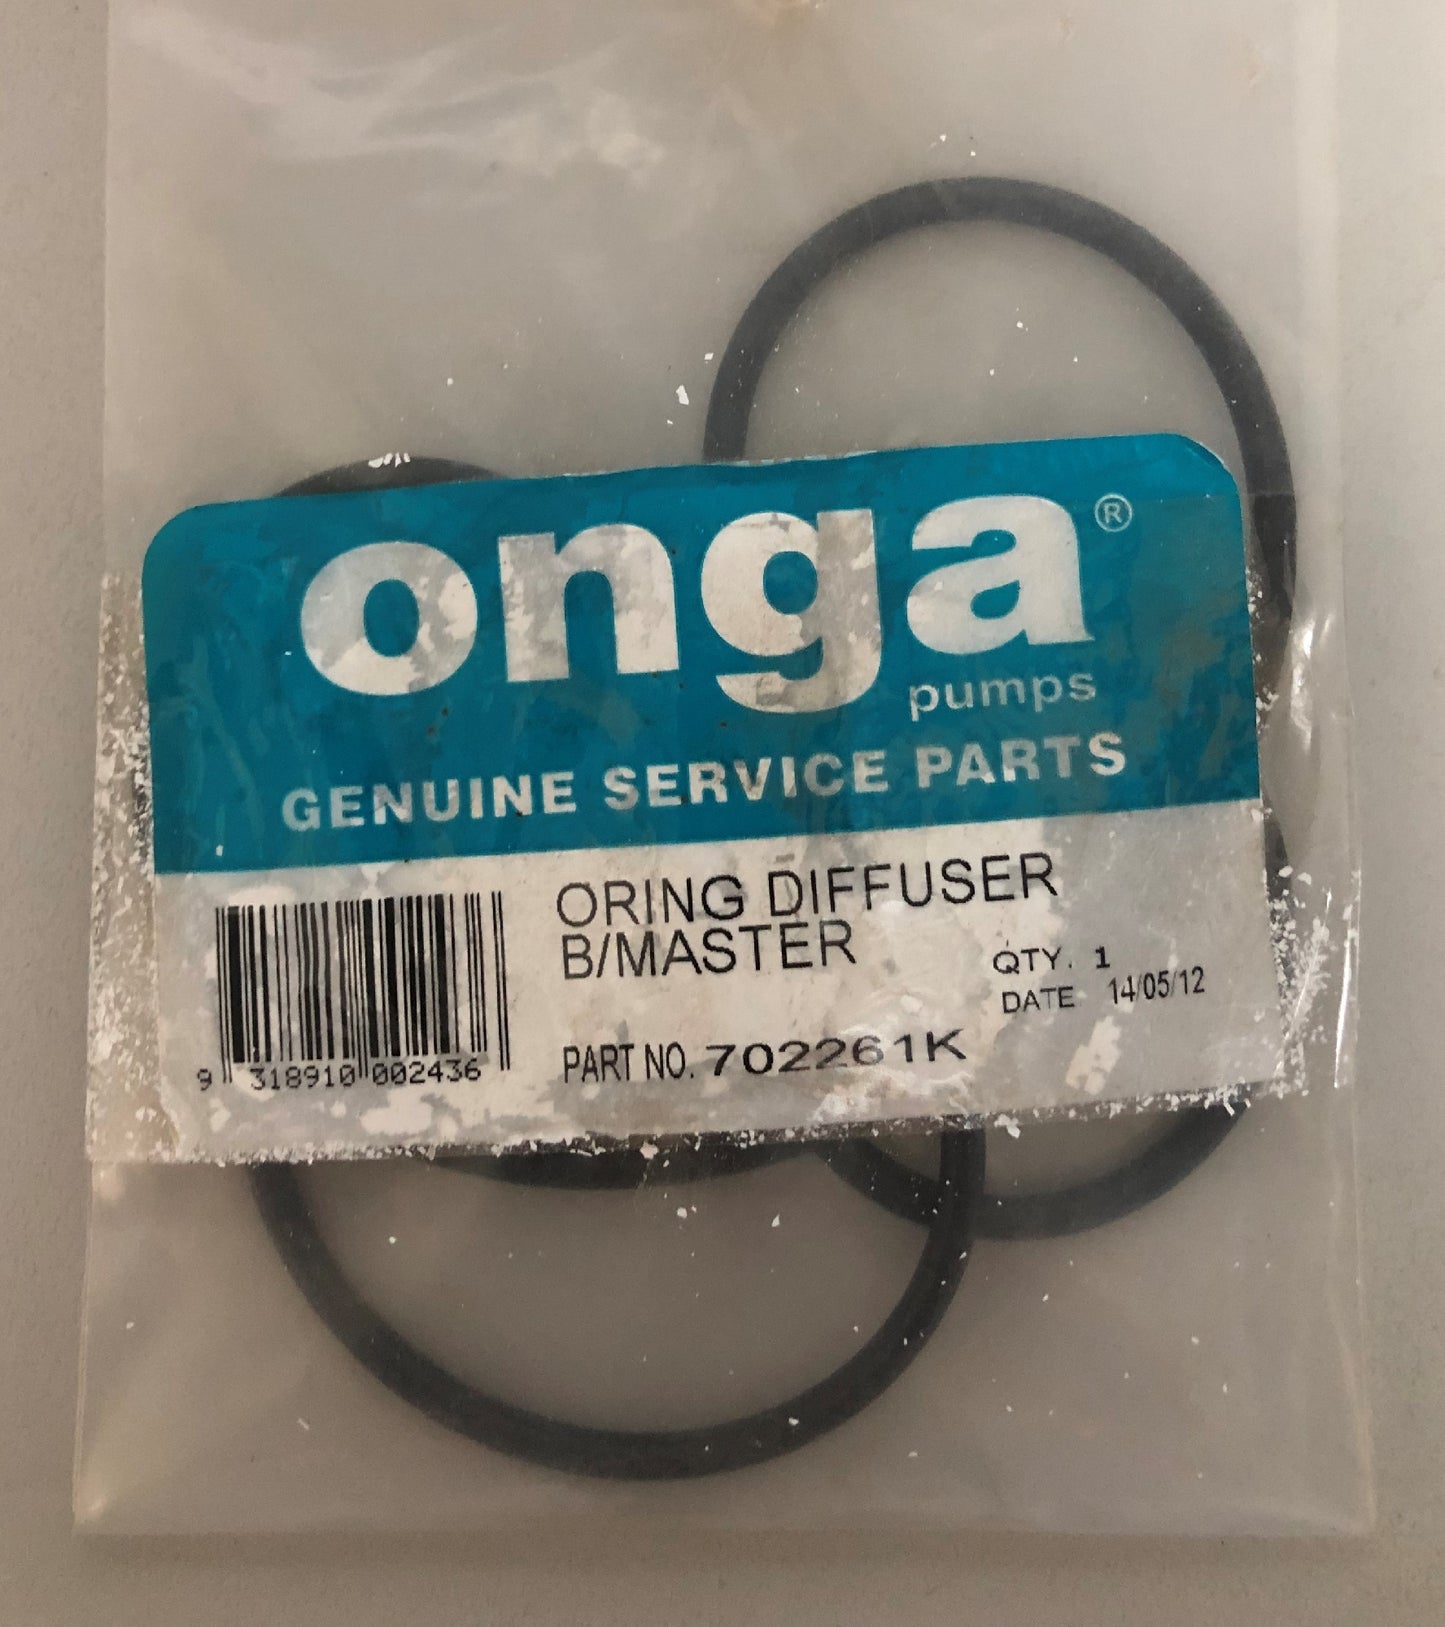 onga®
pumps
GENUINE SERVICE PARTS
ORING DIFFUSER
B/MASTER
QTY. 1
DATE 14/05/12
PART NO. 702261K
9 318910 002436